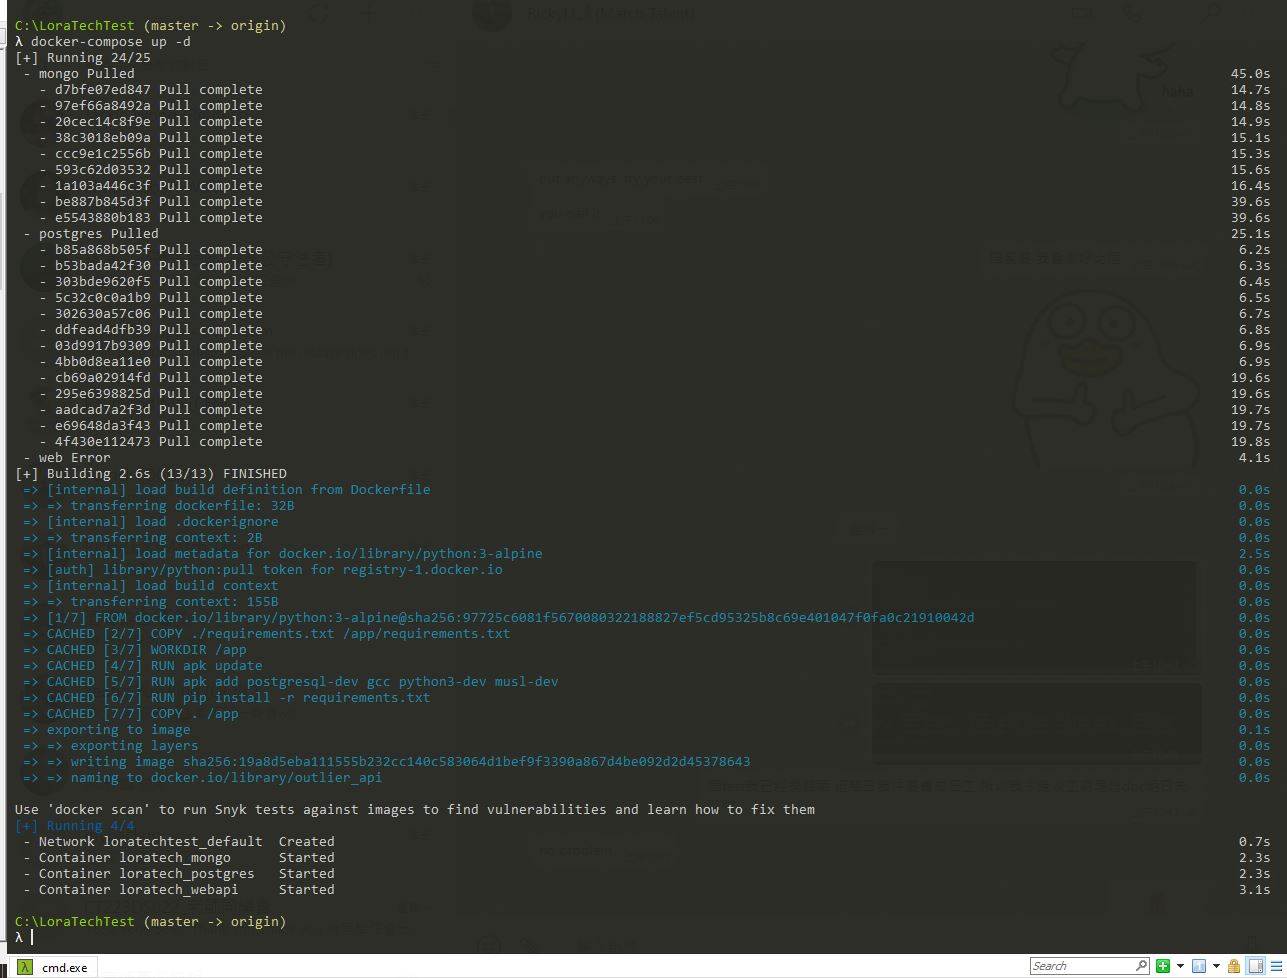 C:\LoraTechTest (master -> origin)
λ docker-compose up -d
[+] Running 24/25
- mongo Pulled 45.0s
- d7bfe07ed847 Pull complete 14.7s
- 97ef66a8492a Pull complete 14.8s
- 20cec14c8f9e Pull complete 14.9s
- 38c3018eb09a Pull complete 15.1s
- ccc9e1c2556b Pull complete 15.3s
- 593c62d03532 Pull complete 15.6s
- 1a103a446c3f Pull complete 16.4s
- be887b845d3f Pull complete 39.6s
- e5543880b183 Pull complete 39.6s
- postgres Pulled 25.1s
- b85a868b505f Pull complete 6.2s
- b53bada42f30 Pull complete 6.3s
- 303bde9620f5 Pull complete 6.4s
- 5c32c0c0a1b9 Pull complete 6.5s
- 302630a57c06 Pull complete 6.7s
- ddfead4dfb39 Pull complete 6.8s
- 03d9917b9309 Pull complete 6.9s
- 4bb0d8ea11e0 Pull complete 6.9s
- cb69a02914fd Pull complete 19.6s
- 295e6398825d Pull complete 19.6s
- aadcad7a2f3d Pull complete 19.7s
- e69648da3f43 Pull complete 19.7s
- 4f430e112473 Pull complete 19.8s
- web Error 4.1s
[+] Building 2.6s (13/13) FINISHED
=> [internal] load build definition from Dockerfile 0.0s
=> => transferring dockerfile: 32B 0.0s
=> [internal] load .dockerignore 0.0s
=> => transferring context: 2B 0.0s
=> [internal] load metadata for docker.io/library/python:3-alpine 2.5s
=> [auth] library/python:pull token for registry-1.docker.io 0.0s
=> [internal] load build context 0.0s
=> => transferring context: 155B 0.0s
=> [1/7] FROM docker.io/library/python:3-alpine@sha256:97725c6081f5670080322188827ef5cd95325b8c69e401047f0fa0c21910042d 0.0s
=> CACHED [2/7] COPY ./requirements.txt /app/requirements.txt 0.0s
=> CACHED [3/7] WORKDIR /app 0.0s
=> CACHED [4/7] RUN apk update 0.0s
=> CACHED [5/7] RUN apk add postgresql-dev gcc python3-dev musl-dev 0.0s
=> CACHED [6/7] RUN pip install -r requirements.txt 0.0s
=> CACHED [7/7] COPY . /app 0.0s
=> exporting to image 0.1s
=> => exporting layers 0.0s
=> => writing image sha256:19a8d5eba111555b232cc140c583064d1bef9f3390a867d4be092d2d45378643 0.0s
=> => naming to docker.io/library/outlier_api 0.0s
Use 'docker scan' to run Snyk tests against images to find vulnerabilities and learn how to fix them
[+] Running 4/4
- Network loratechtest_default Created 0.7s
- Container loratech_mongo Started 2.3s
- Container loratech_postgres Started 2.3s
- Container loratech_webapi Started 3.1s
C:\LoraTechTest (master -> origin)
λ
λ cmd.exe
Search
haha